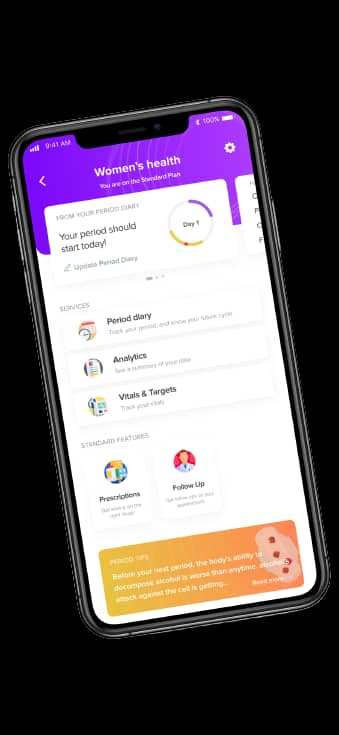 9:41 AM
100%
Women's health
You are on the Standard Plan
FROM YOUR PERIOD DIARY
Your period should
start today!
Day 1
Update Period Diary
SERVICES
Period diary
Track your period, and know your future cycle
Analytics
See a summary of your data
Vitals & Targets
Track your vitals
STANDARD FEATURES
Prescriptions
Get advice on the
right drugs
Follow Up
Get follow ups on your
appointment
PERIOD TIPS
Before your next period, the body's ability to
decompose alcohol is worse than anytime. alcohols
attack against the cell is getting...
Read more